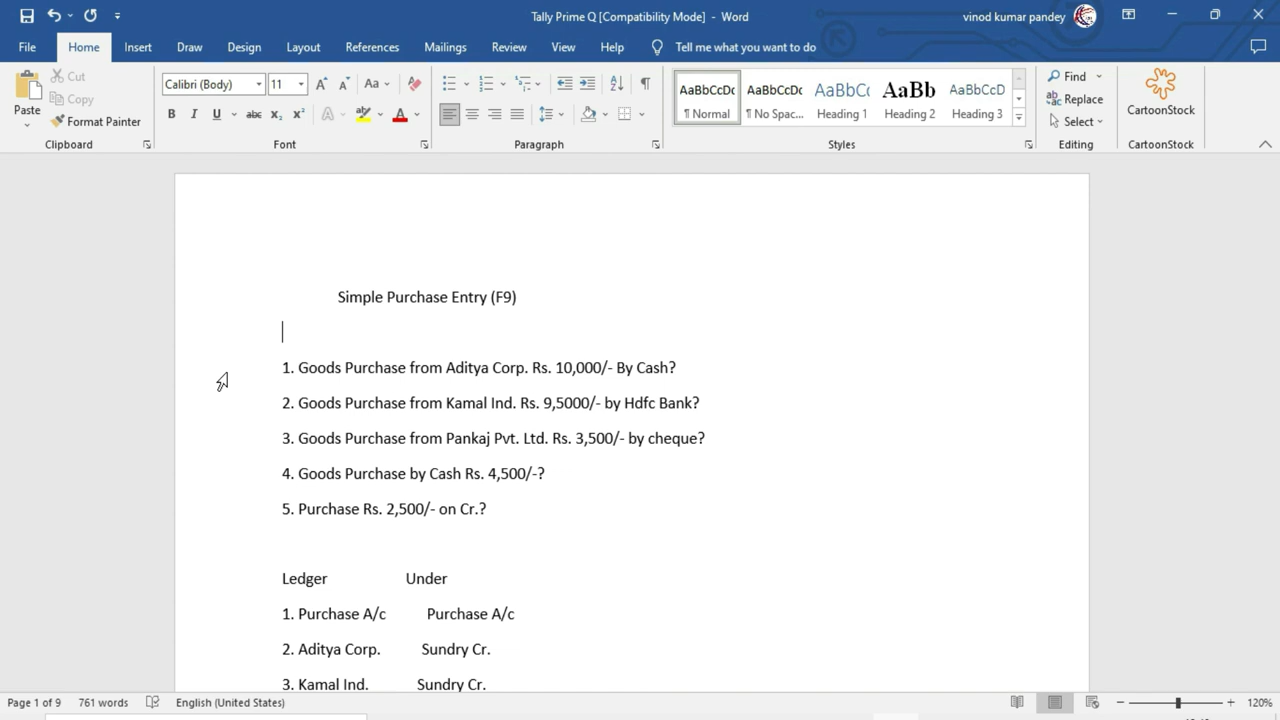 Tally Prime Q [Compatibility Mode] - Word
vinod kumar pandey
File Home Insert Draw Design Layout References Mailings Review View Help Tell me what you want to do
Paste
Cut
Copy
Format Painter
Clipboard
Calibri (Body) 11
Font
Paragraph
AaBbCcDc AaBbCcDc AaBbCc AaBb AaBbCcD
¶ Normal ¶ No Spac... Heading 1 Heading 2 Heading 3
Styles
Find
Replace
Select
Editing
CartoonStock
CartoonStock
Simple Purchase Entry (F9)
1. Goods Purchase from Aditya Corp. Rs. 10,000/- By Cash?
2. Goods Purchase from Kamal Ind. Rs. 9,5000/- by Hdfc Bank?
3. Goods Purchase from Pankaj Pvt. Ltd. Rs. 3,500/- by cheque?
4. Goods Purchase by Cash Rs. 4,500/-?
5. Purchase Rs. 2,500/- on Cr.?
Ledger Under
1. Purchase A/c Purchase A/c
2. Aditya Corp. Sundry Cr.
3. Kamal Ind. Sundry Cr.
Page 1 of 9 761 words English (United States) 120%